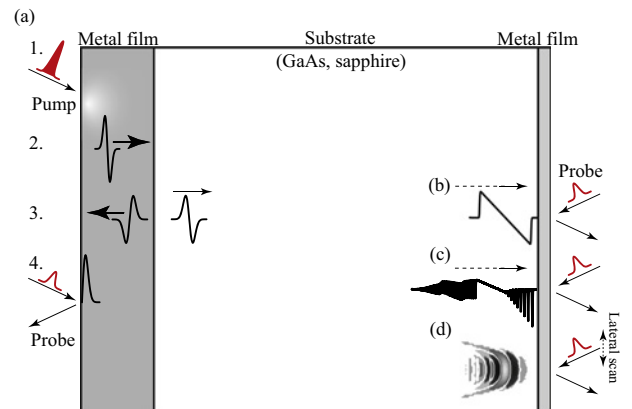 (a)
Metal film
Substrate
Metal film
(GaAs, sapphire)
1.
Pump
2.
3.
4.
Probe
(b)
Probe
(c)
(d)
Lateral scan